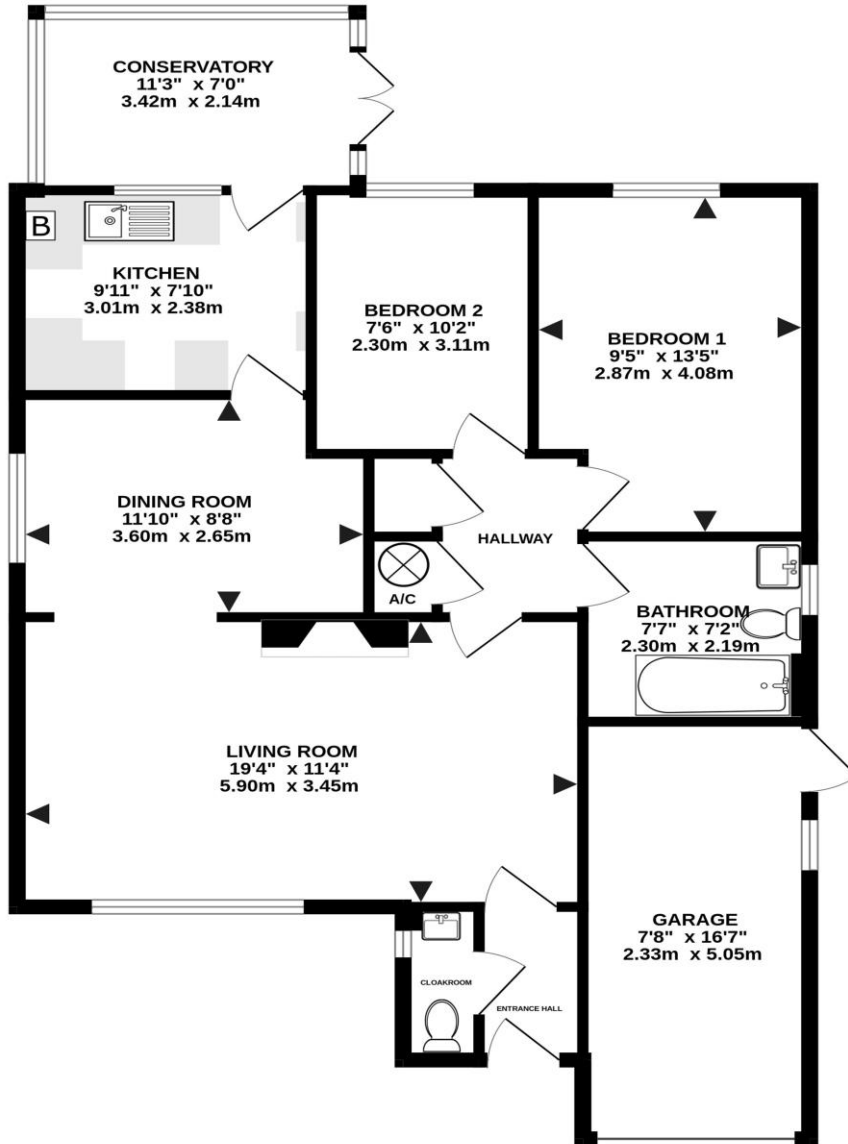 CONSERVATORY
11'3" x 7'0"
3.42m x 2.14m
B
KITCHEN
9'11" x 7'10"
3.01m x 2.38m
BEDROOM 2
7'6" x 10'2"
2.30m x 3.11m
BEDROOM 1
9'5" x 13'5"
2.87m x 4.08m
DINING ROOM
11'10" x 8'8"
3.60m x 2.65m
HALLWAY
A/C
BATHROOM
7'7" x 7'2"
2.30m x 2.19m
LIVING ROOM
19'4" x 11'4"
5.90m x 3.45m
GARAGE
7'8" x 16'7"
2.33m x 5.05m
CLOAKROOM
ENTRANCE HALL